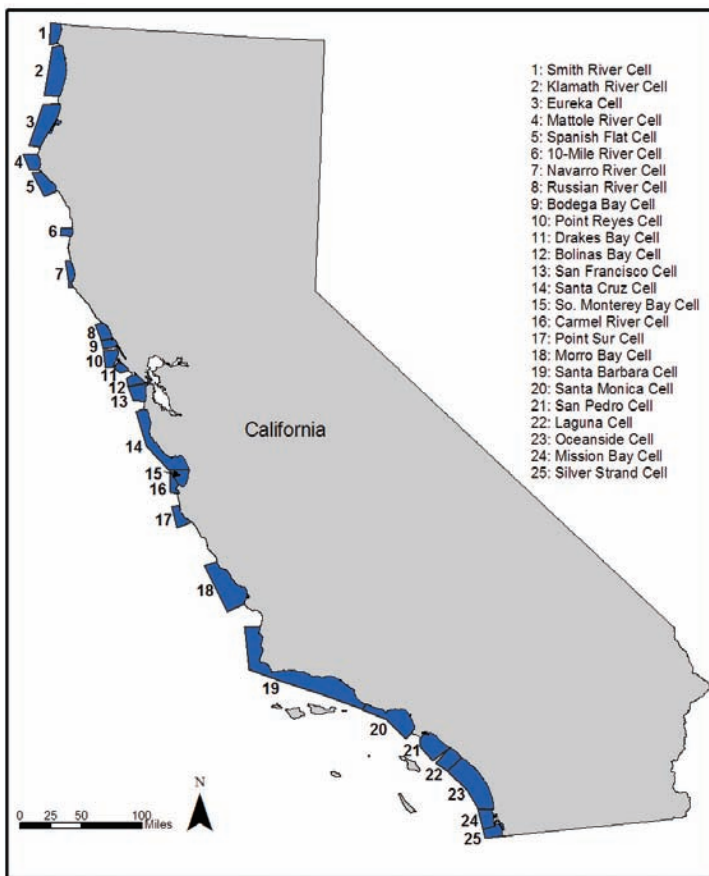 1: Smith River Cell
2: Klamath River Cell
3: Eureka Cell
4: Mattole River Cell
5: Spanish Flat Cell
6: 10-Mile River Cell
7: Navarro River Cell
8: Russian River Cell
9: Bodega Bay Cell
10: Point Reyes Cell
11: Drakes Bay Cell
12: Bolinas Bay Cell
13: San Francisco Cell
14: Santa Cruz Cell
15: So. Monterey Bay Cell
16: Carmel River Cell
17: Point Sur Cell
18: Morro Bay Cell
19: Santa Barbara Cell
20: Santa Monica Cell
21: San Pedro Cell
22: Laguna Cell
23: Oceanside Cell
24: Mission Bay Cell
25: Silver Strand Cell
1
2
3
4
5
6
7
8
9
10
11
12
13
California
14
15
16
17
18
19
20
21
22
23
24
25
N
0 25 50 100
Miles